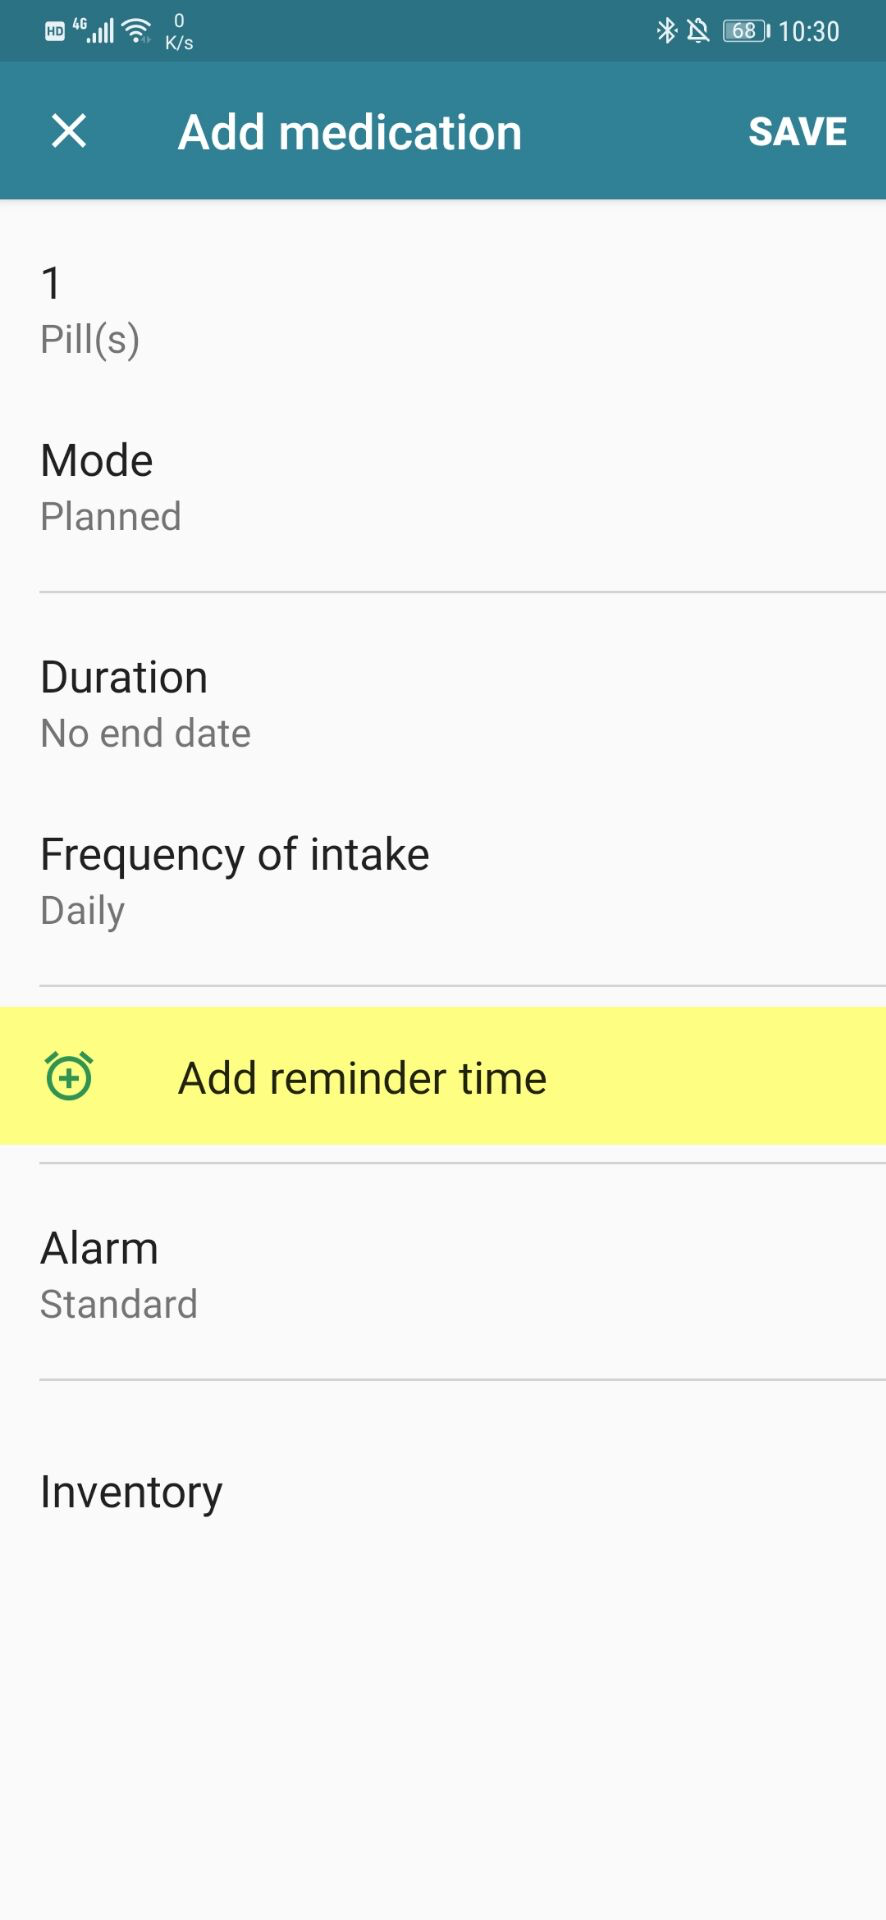 HD 4G 0 K/s 68 10:30
Add medication SAVE
1
Pill(s)
Mode
Planned
Duration
No end date
Frequency of intake
Daily
Add reminder time
Alarm
Standard
Inventory